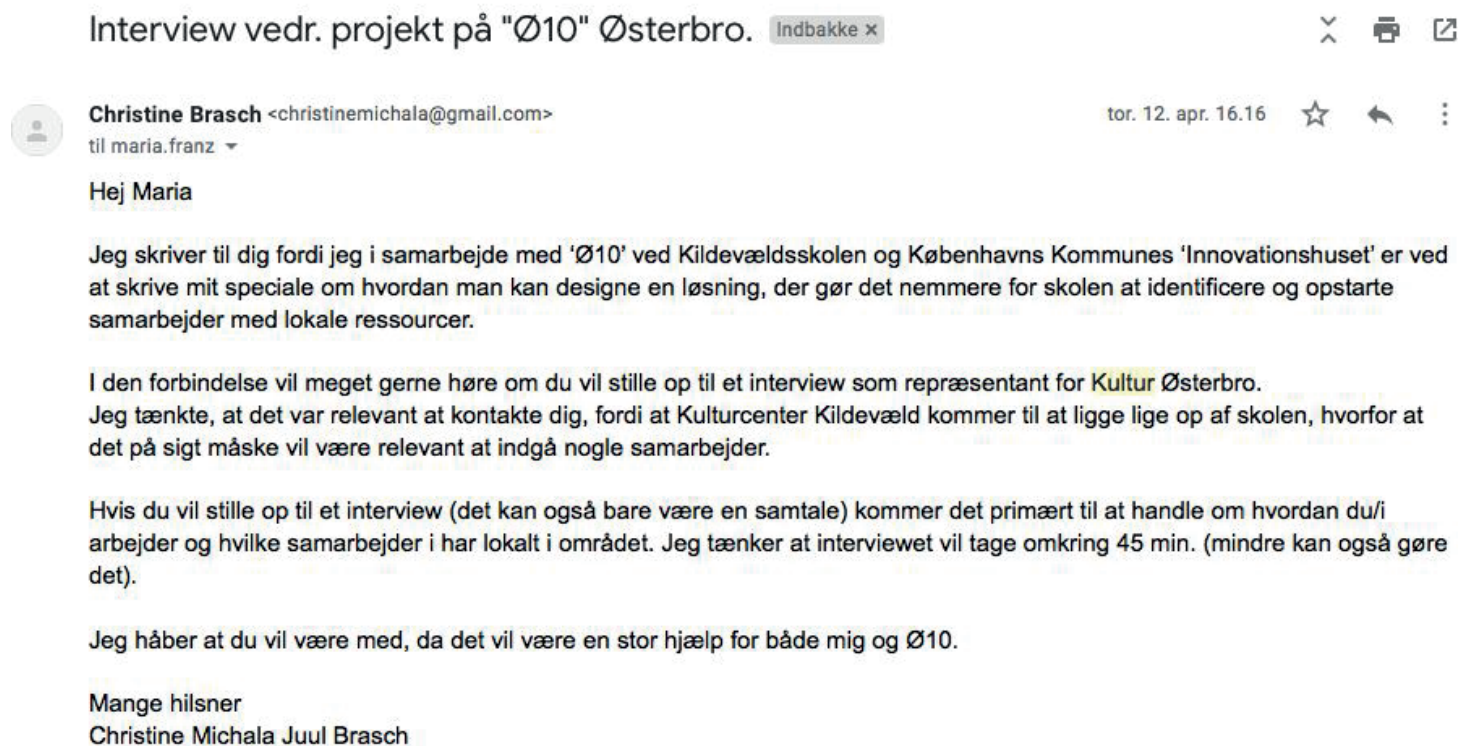 Interview vedr. projekt på "Ø10" Østerbro. Indbakke ×
Christine Brasch <christinemichala@gmail.com> tor. 12. apr. 16.16
til maria.franz
Hej Maria
Jeg skriver til dig fordi jeg i samarbejde med ‘Ø10’ ved Kildevældsskolen og Københavns Kommunes ‘Innovationshuset’ er ved
at skrive mit speciale om hvordan man kan designe en løsning, der gør det nemmere for skolen at identificere og opstarte
samarbejder med lokale ressourcer.
I den forbindelse vil meget gerne høre om du vil stille op til et interview som repræsentant for Kultur Østerbro.
Jeg tænkte, at det var relevant at kontakte dig, fordi at Kulturcenter Kildevæld kommer til at ligge lige op af skolen, hvorfor at
det på sigt måske vil være relevant at indgå nogle samarbejder.
Hvis du vil stille op til et interview (det kan også bare være en samtale) kommer det primært til at handle om hvordan du/i
arbejder og hvilke samarbejder i har lokalt i området. Jeg tænker at interviewet vil tage omkring 45 min. (mindre kan også gøre
det).
Jeg håber at du vil være med, da det vil være en stor hjælp for både mig og Ø10.
Mange hilsner
Christine Michala Juul Brasch